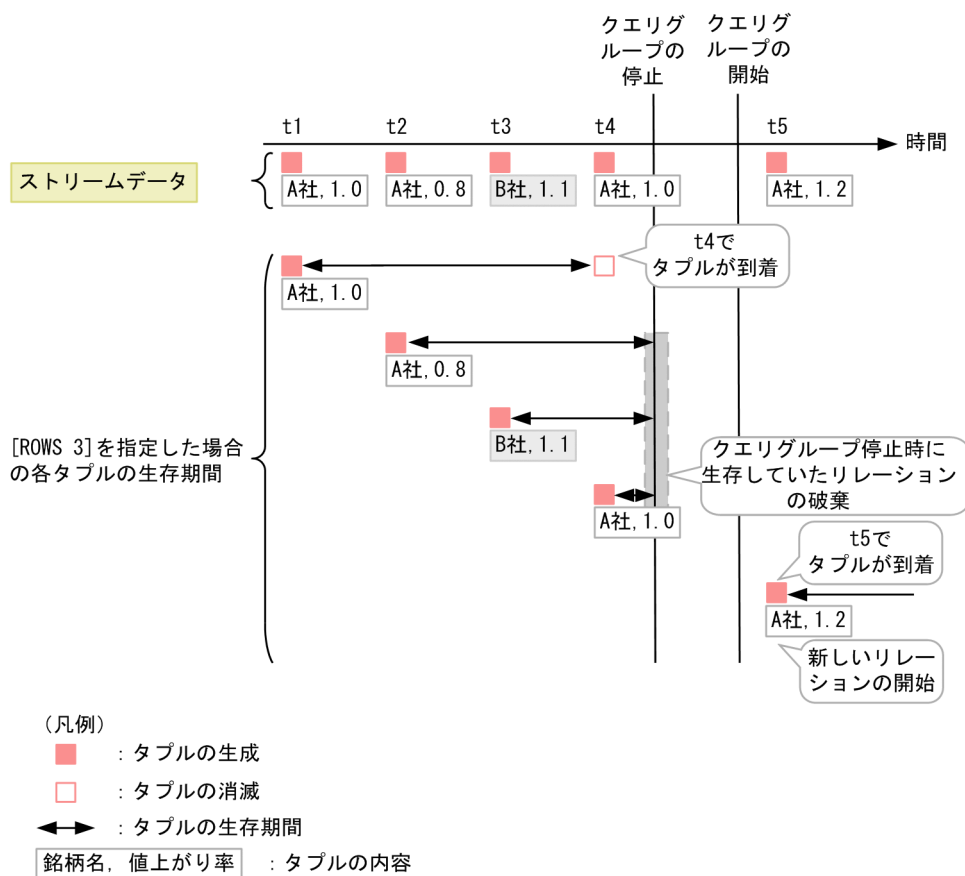 クエリグ
ループの
停止
クエリグ
ループの
開始
t1
t2
t3
t4
t5
時間
ストリームデータ
A社,1.0
A社,0.8
B社,1.1
A社,1.0
A社,1.2
t4で
タプルが到着
A社,1.0
A社,0.8
B社,1.1
[ROWS 3]を指定した場合
の各タプルの生存期間
クエリグループ停止時に
生存していたリレーション
の破棄
A社,1.0
t5で
タプルが到着
A社,1.2
新しいリレー
ションの開始
(凡例)
：タプルの生成
：タプルの消滅
：タプルの生存期間
銘柄名, 値上がり率 ：タプルの内容